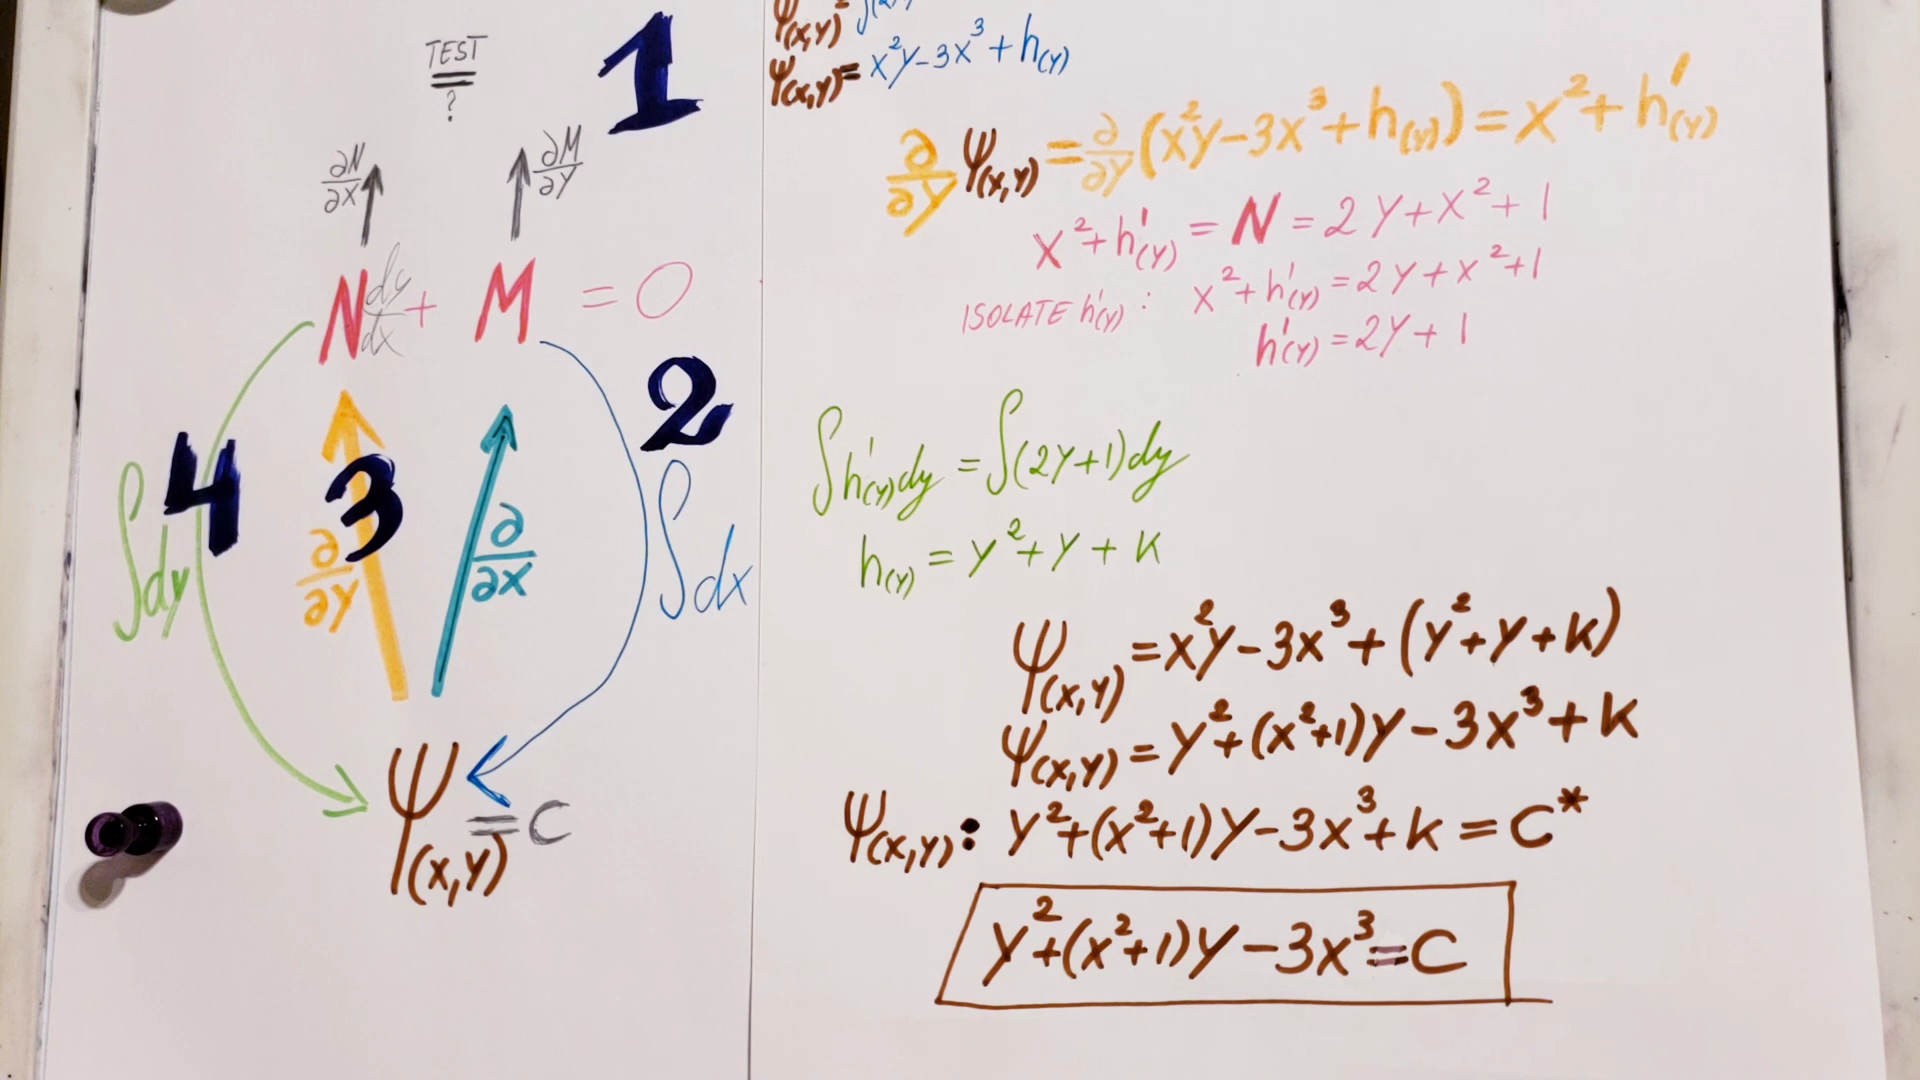 TEST
=
?
1
∂N/∂x ∂M/∂y
N dy/dx + M = 0
2
4 3
∫dy ∂/∂y ∂/∂x ∫dx
ψ(x,y) = C
ψ(x,y)
ψ(x,y) = x²y - 3x³ + h(y)
∂/∂y ψ(x,y) = ∂/∂y (x²y - 3x³ + h(y)) = x² + h'(y)
x² + h'(y) = N = 2y + x² + 1
ISOLATE h'(y) : x² + h'(y) = 2y + x² + 1
h'(y) = 2y + 1
∫h'(y)dy = ∫(2y+1)dy
h(y) = y² + y + K
ψ(x,y) = x²y - 3x³ + (y² + y + K)
ψ(x,y) = y² + (x²+1)y - 3x³ + K
ψ(x,y): y² + (x²+1)y - 3x³ + K = C*
y² + (x²+1)y - 3x³ = C